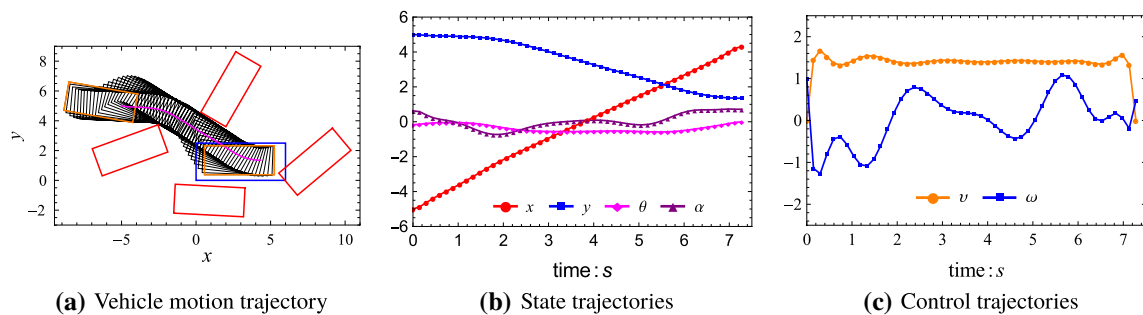 8
6
4
2
0
−2
y
−5
0
5
10
x
(a) Vehicle motion trajectory
6
4
2
0
−2
−4
−6
x y θ α
0 1 2 3 4 5 6 7
time: s
(b) State trajectories
2
1
0
−1
−2
υ ω
0 1 2 3 4 5 6 7
time: s
(c) Control trajectories